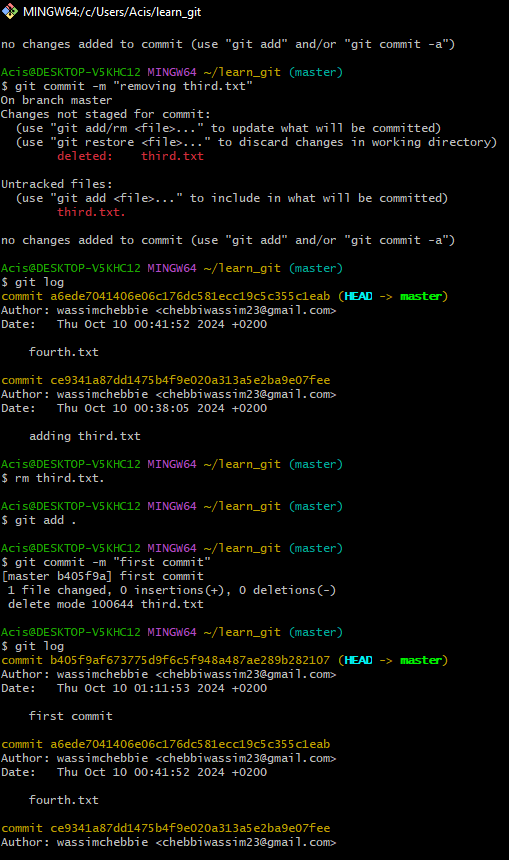 MINGW64:/c/Users/Acis/learn_git
no changes added to commit (use "git add" and/or "git commit -a")
Acis@DESKTOP-V5KHC12 MINGW64 ~/learn_git (master)
$ git commit -m "removing third.txt"
On branch master
Changes not staged for commit:
  (use "git add/rm <file>..." to update what will be committed)
  (use "git restore <file>..." to discard changes in working directory)
        deleted:    third.txt
Untracked files:
  (use "git add <file>..." to include in what will be committed)
        third.txt.
no changes added to commit (use "git add" and/or "git commit -a")
Acis@DESKTOP-V5KHC12 MINGW64 ~/learn_git (master)
$ git log
commit a6ede7041406e06c176dc581ecc19c5c355c1eab (HEAD -> master)
Author: wassimchebbie <chebbiwassim23@gmail.com>
Date:   Thu Oct 10 00:41:52 2024 +0200
    fourth.txt
commit ce9341a87dd1475b4f9e020a313a5e2ba9e07fee
Author: wassimchebbie <chebbiwassim23@gmail.com>
Date:   Thu Oct 10 00:38:05 2024 +0200
    adding third.txt
Acis@DESKTOP-V5KHC12 MINGW64 ~/learn_git (master)
$ rm third.txt.
Acis@DESKTOP-V5KHC12 MINGW64 ~/learn_git (master)
$ git add .
Acis@DESKTOP-V5KHC12 MINGW64 ~/learn_git (master)
$ git commit -m "first commit"
[master b405f9a] first commit
 1 file changed, 0 insertions(+), 0 deletions(-)
 delete mode 100644 third.txt
Acis@DESKTOP-V5KHC12 MINGW64 ~/learn_git (master)
$ git log
commit b405f9af673775d9f6c5f948a487ae289b282107 (HEAD -> master)
Author: wassimchebbie <chebbiwassim23@gmail.com>
Date:   Thu Oct 10 01:11:53 2024 +0200
    first commit
commit a6ede7041406e06c176dc581ecc19c5c355c1eab
Author: wassimchebbie <chebbiwassim23@gmail.com>
Date:   Thu Oct 10 00:41:52 2024 +0200
    fourth.txt
commit ce9341a87dd1475b4f9e020a313a5e2ba9e07fee
Author: wassimchebbie <chebbiwassim23@gmail.com>